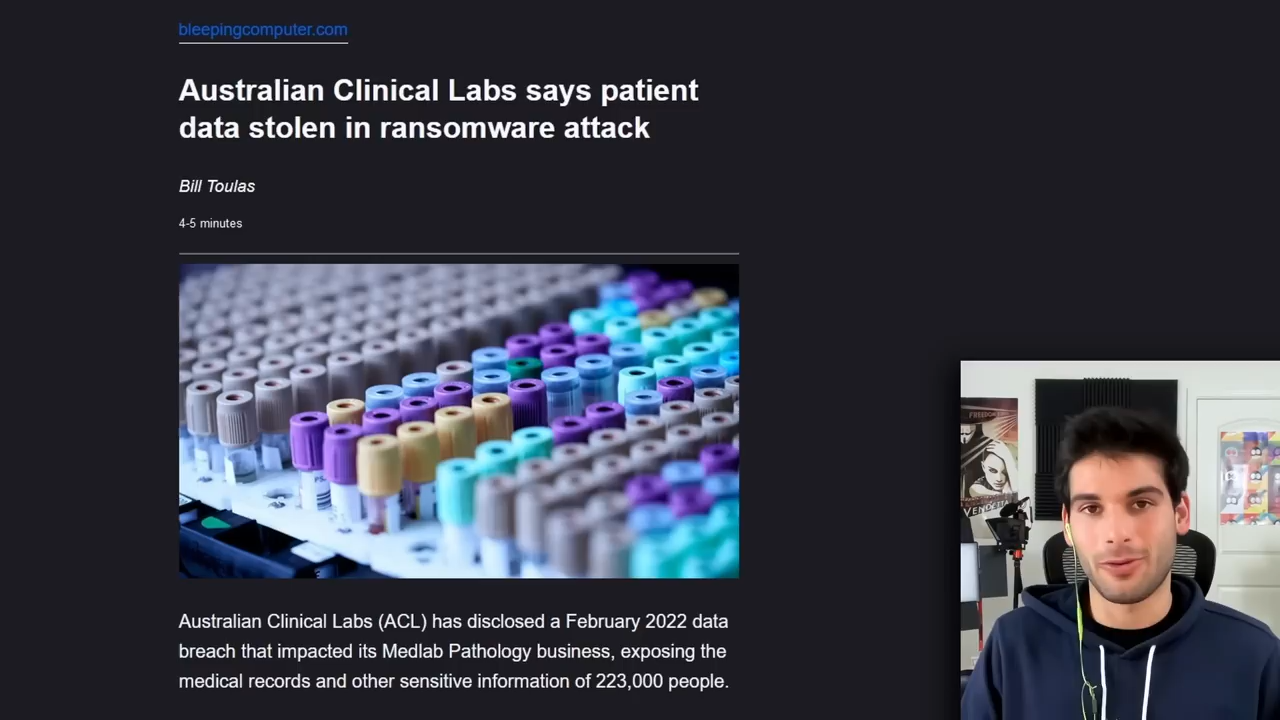 bleepingcomputer.com
Australian Clinical Labs says patient
data stolen in ransomware attack
Bill Toulas
4-5 minutes
Australian Clinical Labs (ACL) has disclosed a February 2022 data
breach that impacted its Medlab Pathology business, exposing the
medical records and other sensitive information of 223,000 people.
FREEDOM
VENDETTA